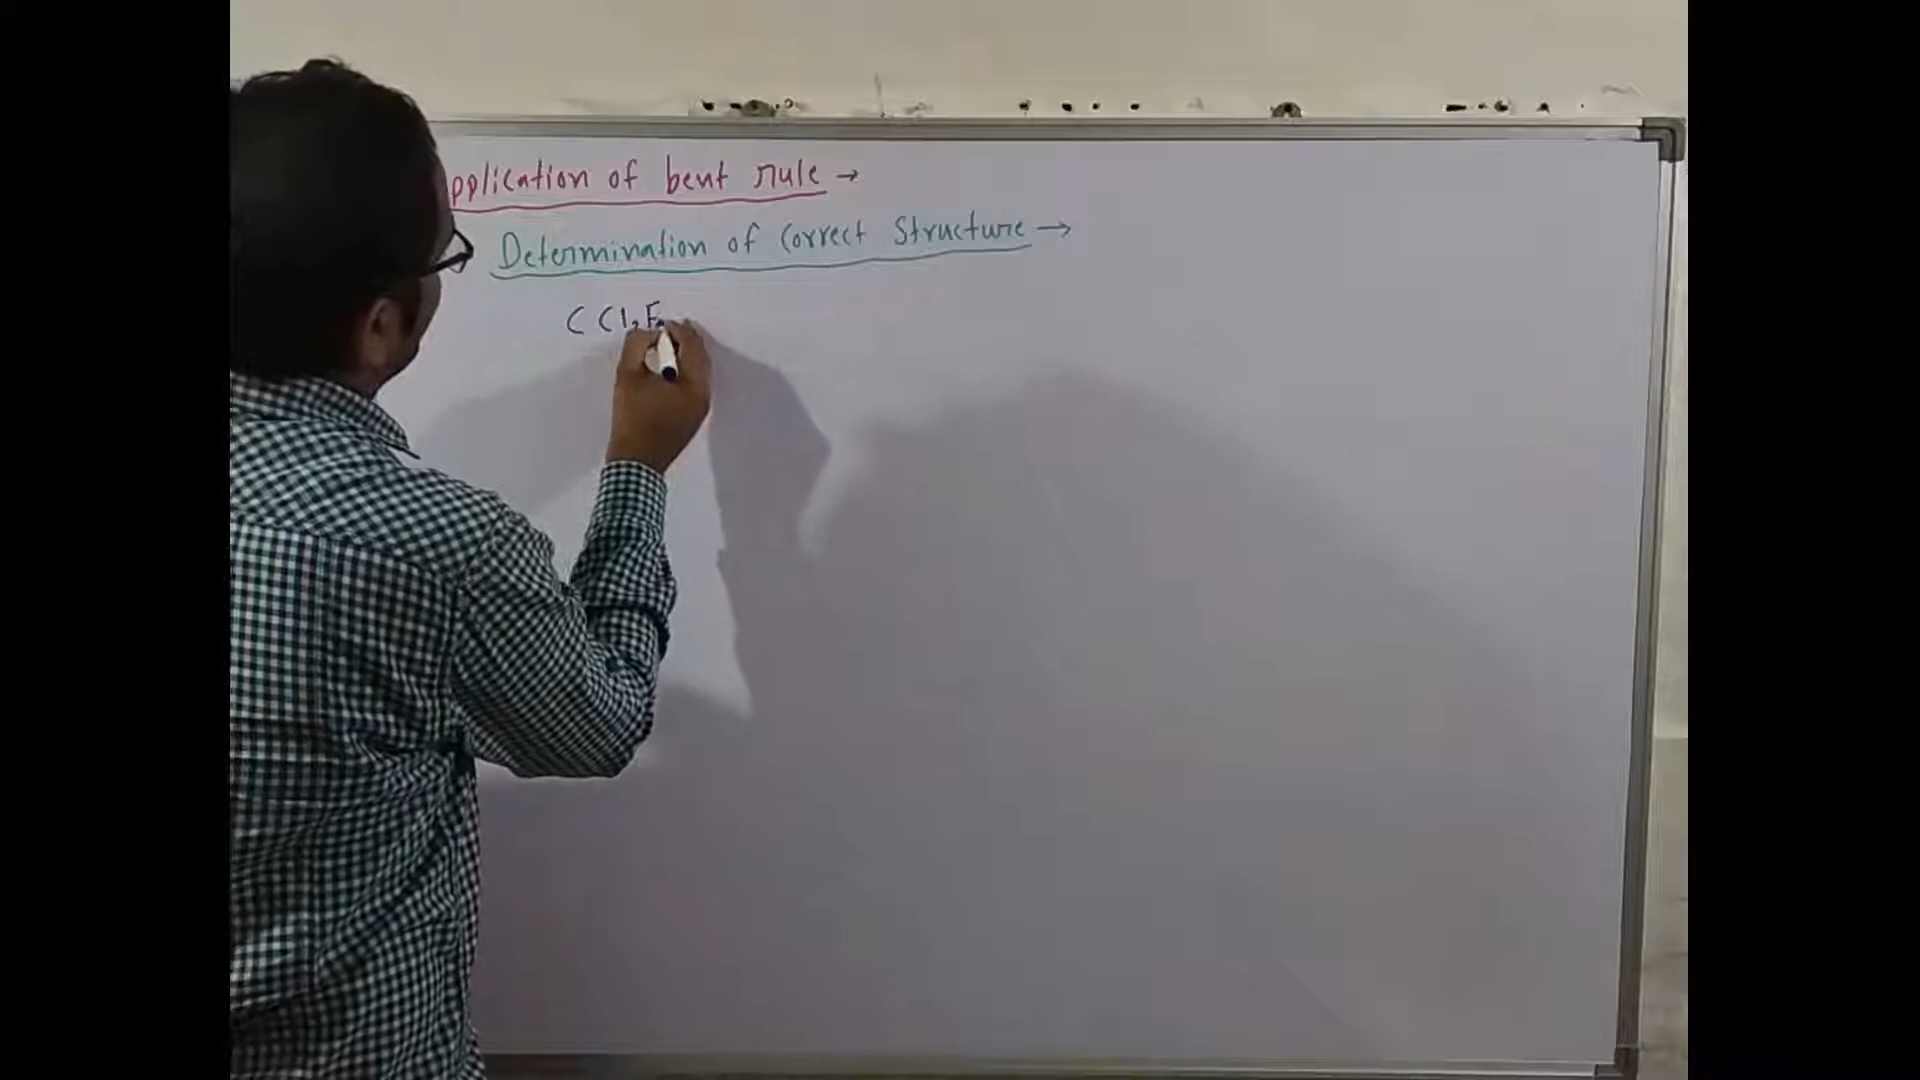 pplication of bent rule →
Determination of Correct Structure →
CCl2F